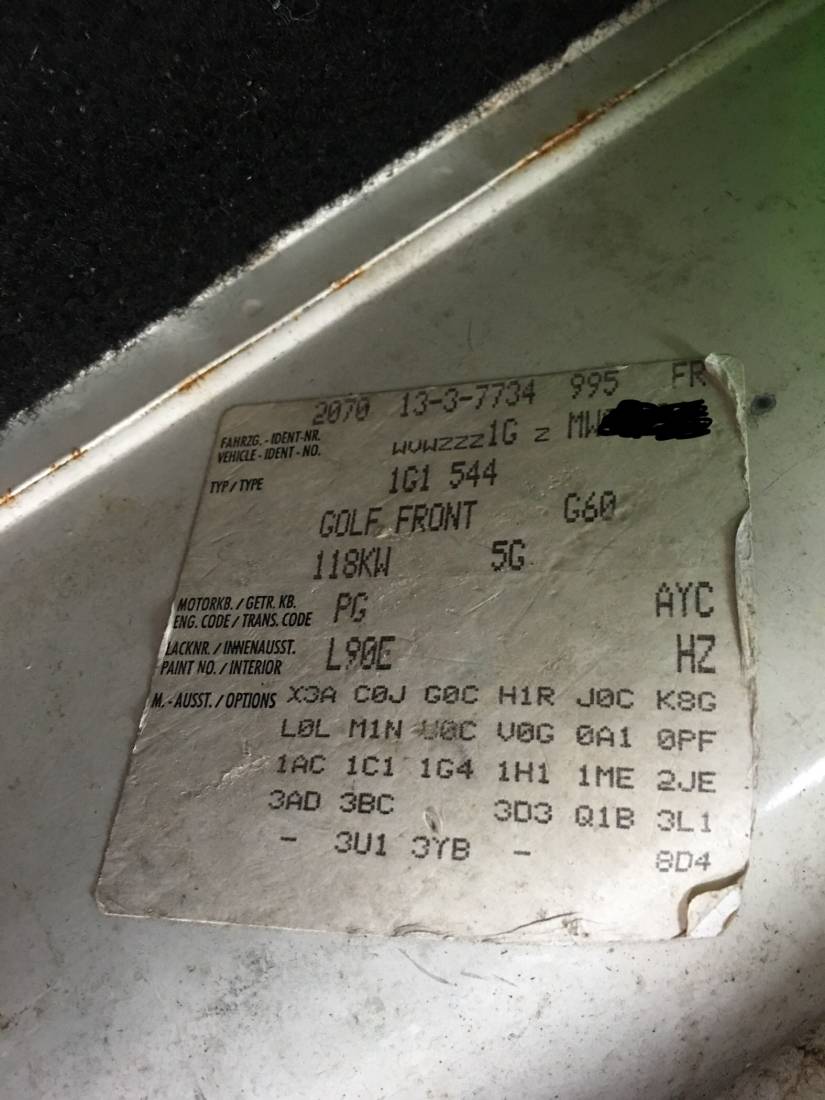 2070 13-3-7734 995 FR
FAHRZG. - IDENT-NR.
VEHICLE - IDENT - NO. WVWZZZ1G Z MW
TYP / TYPE 1G1 544
GOLF FRONT G60
118KW 5G
MOTORKB. / GETR. KB.
ENG. CODE / TRANS. CODE PG AYC
LACKNR. / INNENAUSST.
PAINT NO. / INTERIOR L90E HZ
M. - AUSST. / OPTIONS X3A C0J G0C H1R J0C K8G
L0L M1N U0C V0G 0A1 0PF
1AC 1C1 1G4 1H1 1ME 2JE
3AD 3BC 3D3 Q1B 3L1
- 3U1 3YB - 8D4